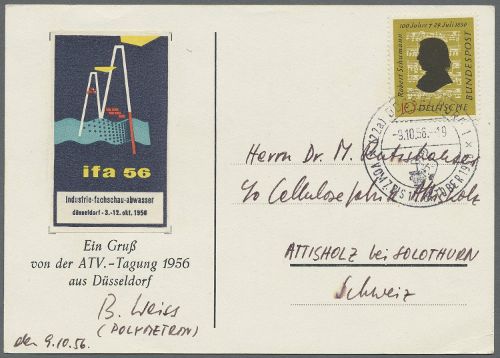 ifa 56
industrie-fachschau-abwasser
düsseldorf · 3.-12. okt. 1956
Ein Gruß
von der ATV.-Tagung 1956
aus Düsseldorf
B. Weiss
(POLYMETRON)
den 9.10.56.
100 Jahre † 29. Juli 1856
Robert Schumann
DEUTSCHE
BUNDESPOST
10
-9.10.56.-19
Herrn Dr. M.
c/o Cellulosefabrik Attisholz
ATTISHOLZ bei SOLOTHURN
Schweiz